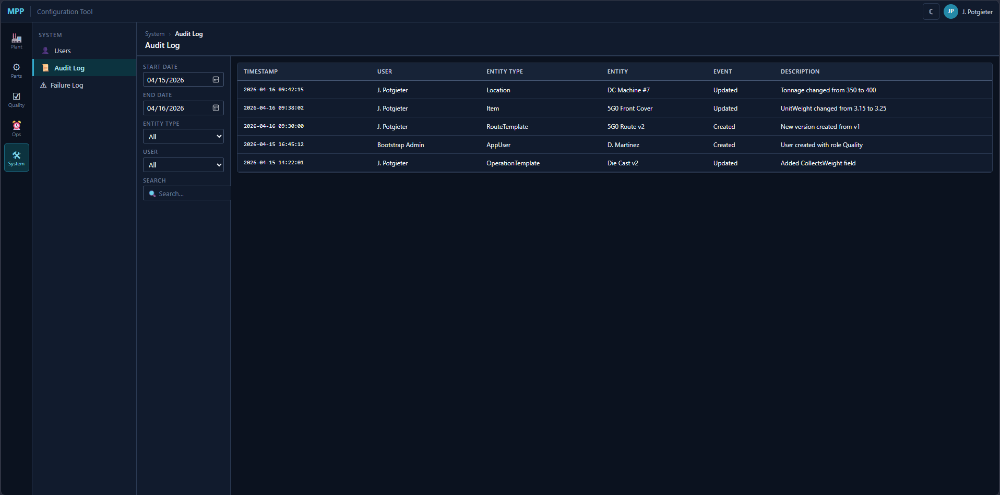 MPP Configuration Tool
JP J. Potgieter
Plant
Parts
Quality
Ops
System
SYSTEM
Users
Audit Log
Failure Log
System › Audit Log
Audit Log
START DATE
04/15/2026
END DATE
04/16/2026
ENTITY TYPE
All
USER
All
SEARCH
Search...
TIMESTAMP USER ENTITY TYPE ENTITY EVENT DESCRIPTION
2026-04-16 09:42:15 J. Potgieter Location DC Machine #7 Updated Tonnage changed from 350 to 400
2026-04-16 09:38:02 J. Potgieter Item 5G0 Front Cover Updated UnitWeight changed from 3.15 to 3.25
2026-04-16 09:30:00 J. Potgieter RouteTemplate 5G0 Route v2 Created New version created from v1
2026-04-15 16:45:12 Bootstrap Admin AppUser D. Martinez Created User created with role Quality
2026-04-15 14:22:01 J. Potgieter OperationTemplate Die Cast v2 Updated Added CollectsWeight field